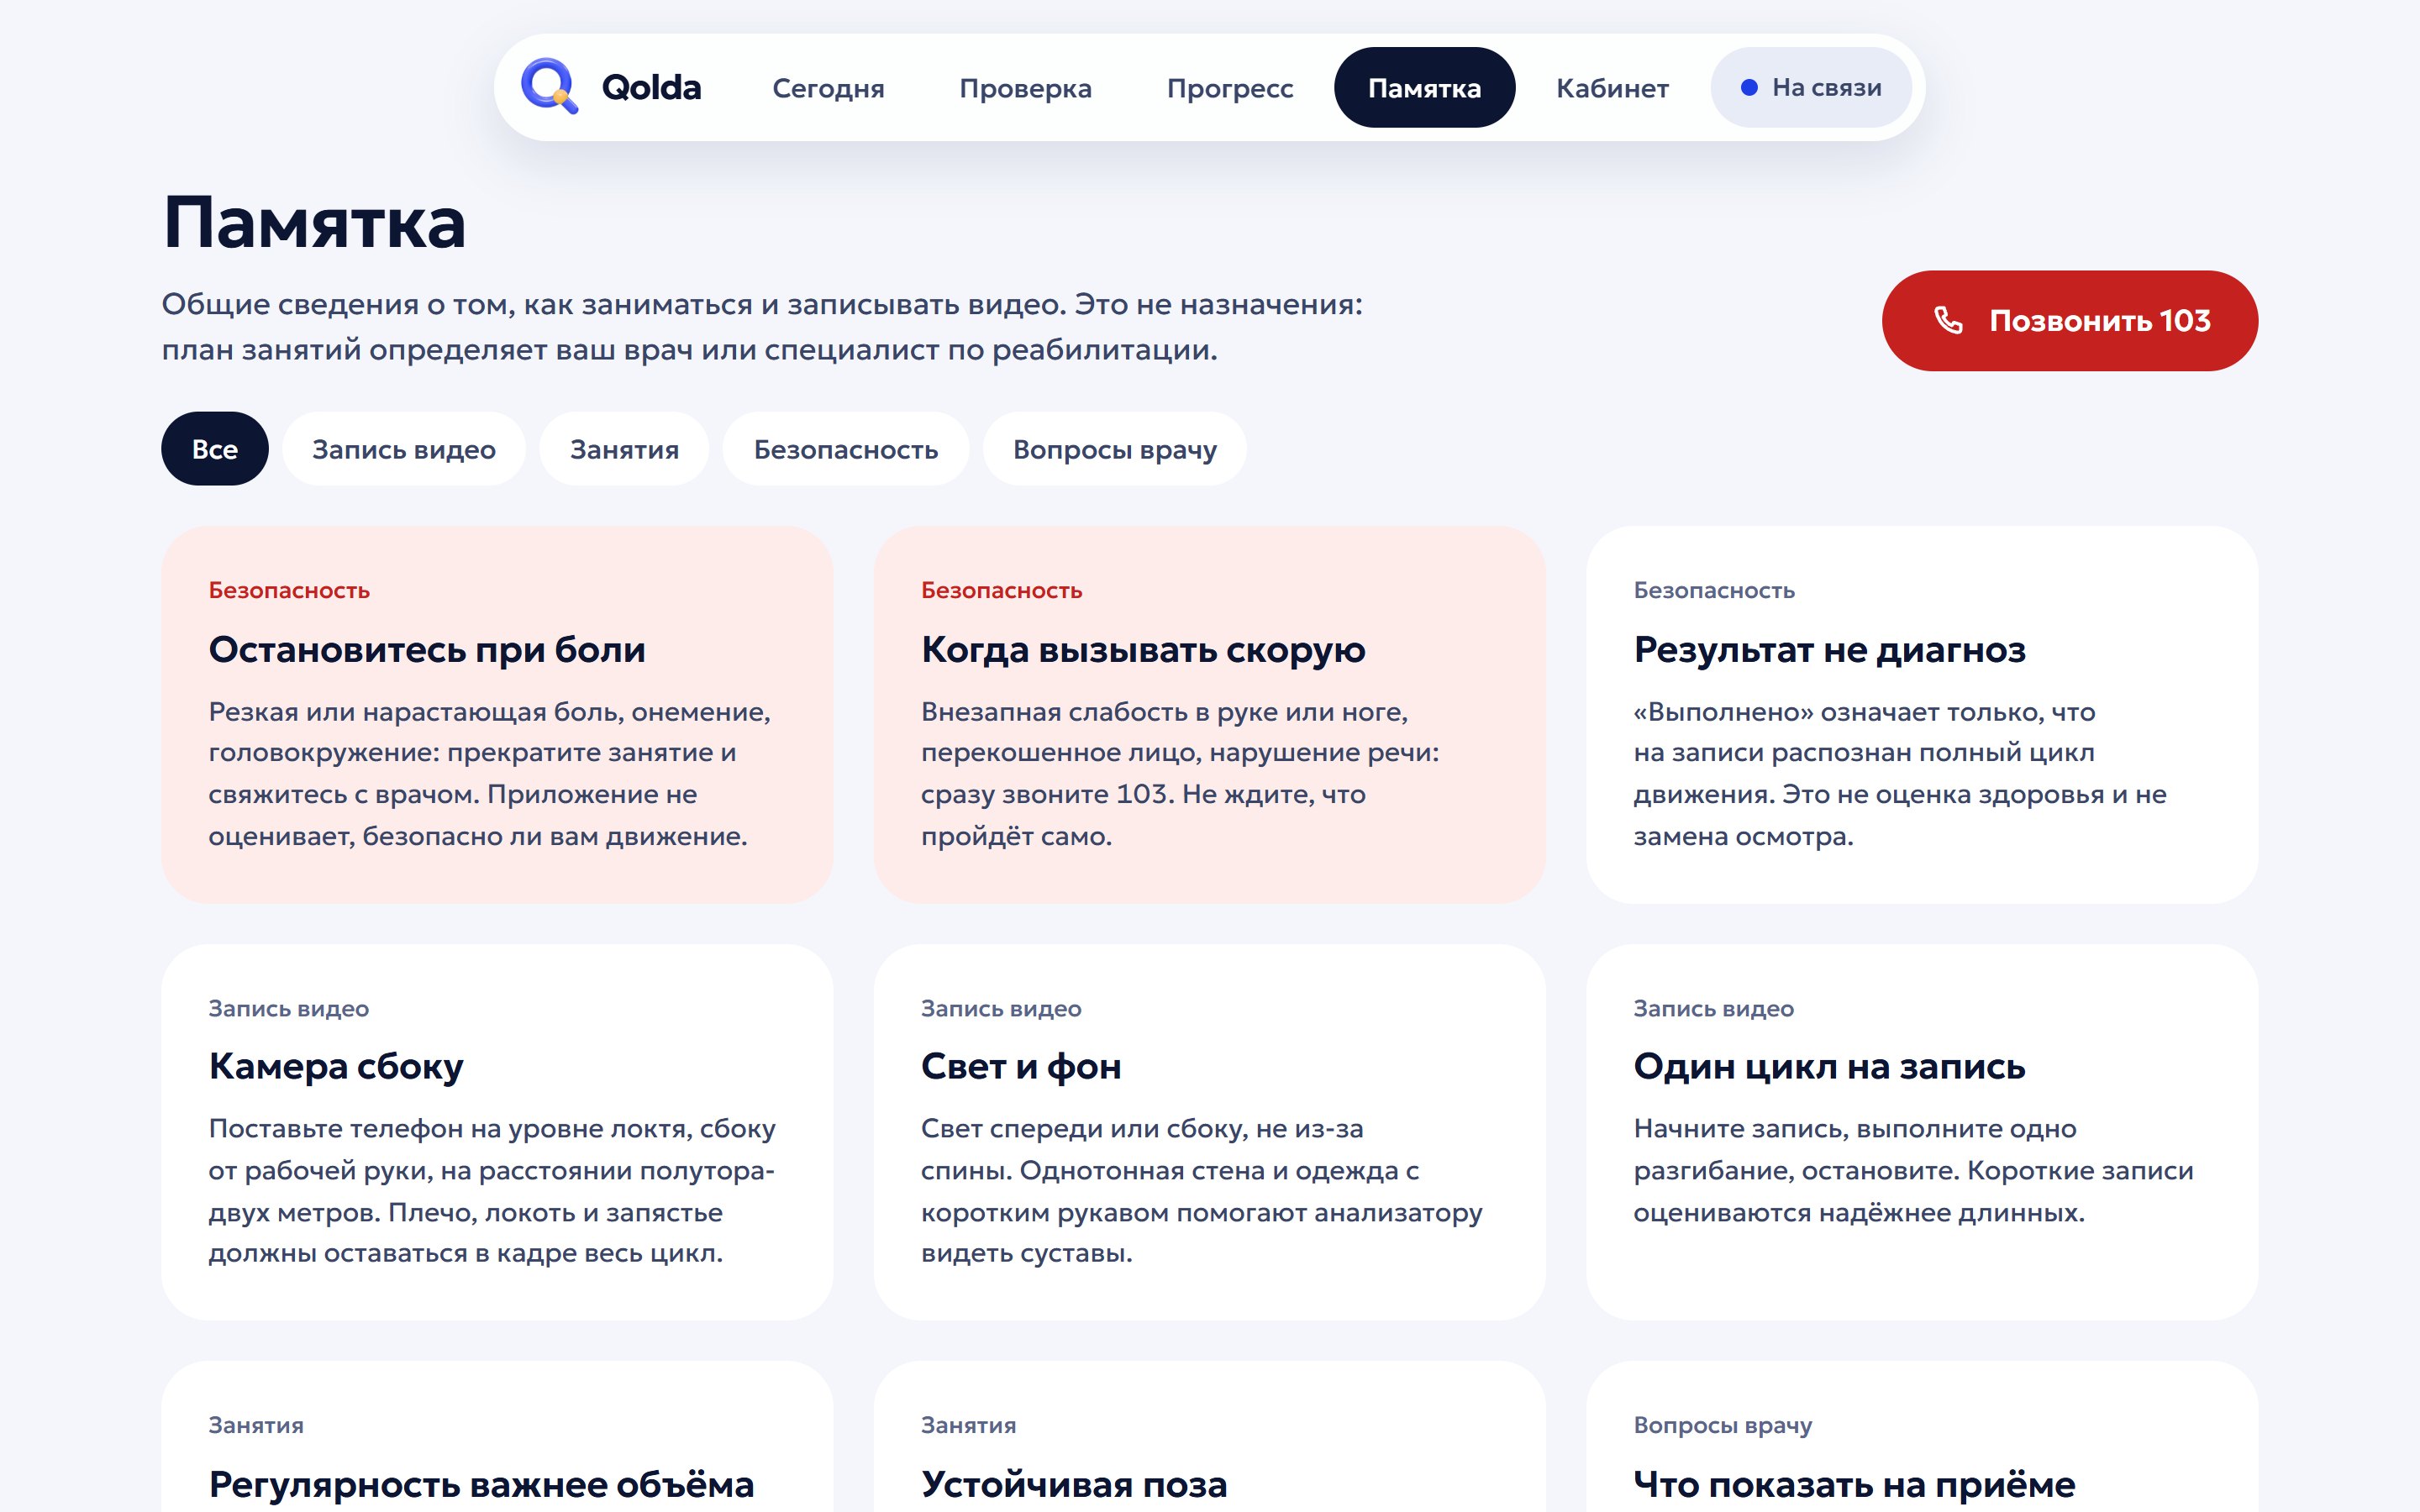 Qolda
Сегодня
Проверка
Прогресс
Памятка
Кабинет
На связи
Памятка
Общие сведения о том, как заниматься и записывать видео. Это не назначения:
план занятий определяет ваш врач или специалист по реабилитации.
Позвонить 103
Все
Запись видео
Занятия
Безопасность
Вопросы врачу
Безопасность
Остановитесь при боли
Резкая или нарастающая боль, онемение,
головокружение: прекратите занятие и
свяжитесь с врачом. Приложение не
оценивает, безопасно ли вам движение.
Безопасность
Когда вызывать скорую
Внезапная слабость в руке или ноге,
перекошенное лицо, нарушение речи:
сразу звоните 103. Не ждите, что
пройдёт само.
Безопасность
Результат не диагноз
«Выполнено» означает только, что
на записи распознан полный цикл
движения. Это не оценка здоровья и не
замена осмотра.
Запись видео
Камера сбоку
Поставьте телефон на уровне локтя, сбоку
от рабочей руки, на расстоянии полутора-
двух метров. Плечо, локоть и запястье
должны оставаться в кадре весь цикл.
Запись видео
Свет и фон
Свет спереди или сбоку, не из-за
спины. Однотонная стена и одежда с
коротким рукавом помогают анализатору
видеть суставы.
Запись видео
Один цикл на запись
Начните запись, выполните одно
разгибание, остановите. Короткие записи
оцениваются надёжнее длинных.
Занятия
Регулярность важнее объёма
Занятия
Устойчивая поза
Вопросы врачу
Что показать на приёме